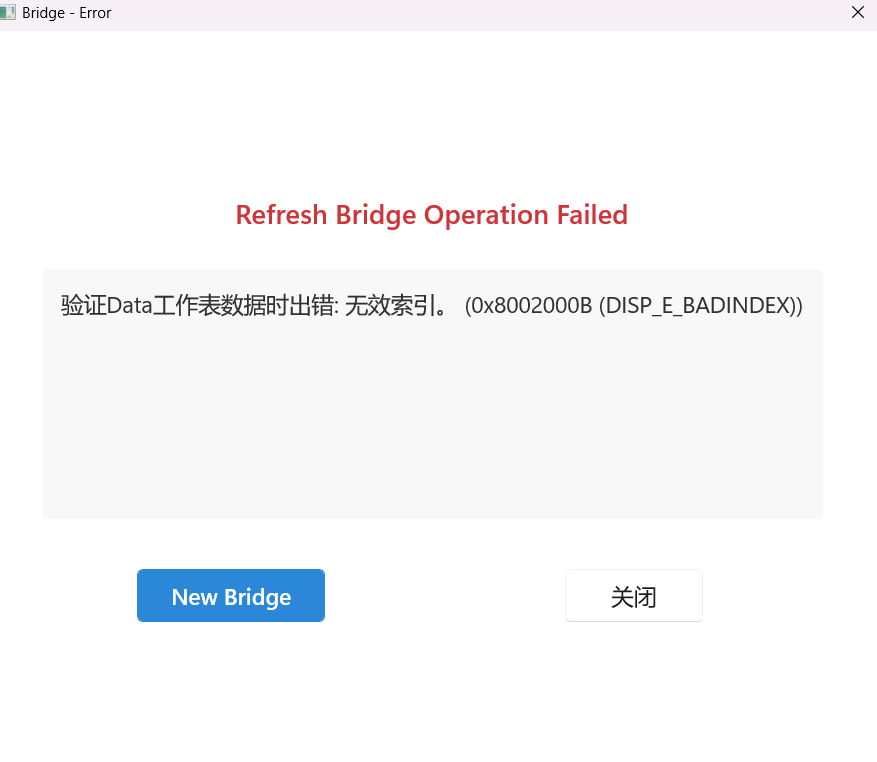 Bridge - Error
Refresh Bridge Operation Failed
验证Data工作表数据时出错: 无效索引。 (0x8002000B (DISP_E_BADINDEX))
New Bridge
关闭